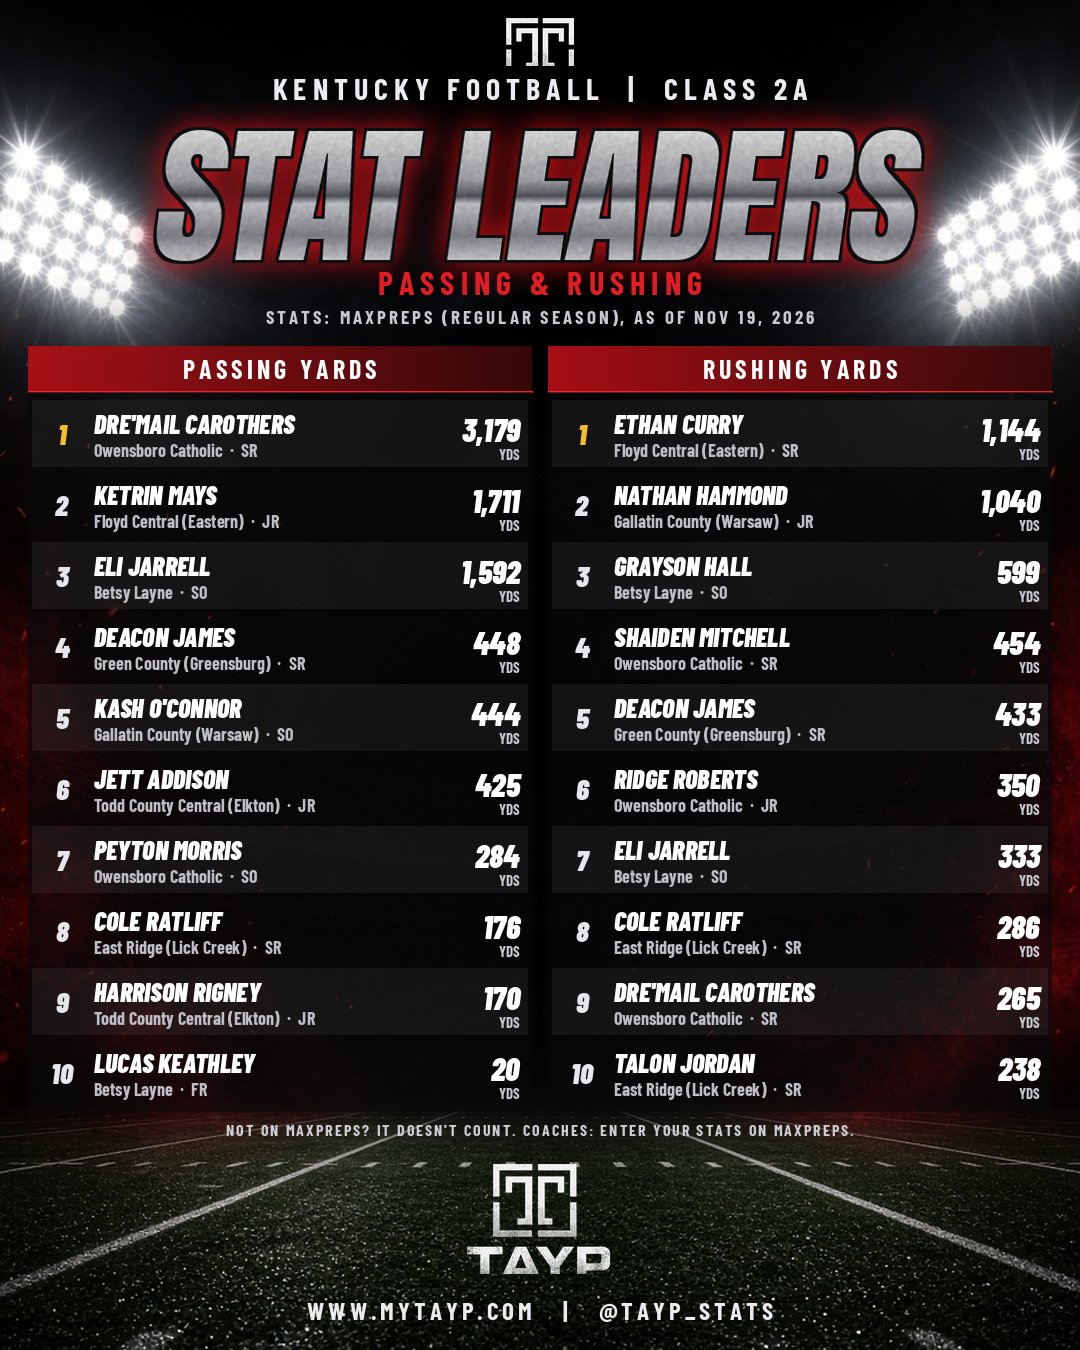 KENTUCKY FOOTBALL | CLASS 2A
STAT LEADERS
PASSING & RUSHING
STATS: MAXPREPS (REGULAR SEASON), AS OF NOV 19, 2026
PASSING YARDS
1 DRE'MAIL CAROTHERS 3,179
Owensboro Catholic · SR YDS
2 KETRIN MAYS 1,711
Floyd Central (Eastern) · JR YDS
3 ELI JARRELL 1,592
Betsy Layne · SO YDS
4 DEACON JAMES 448
Green County (Greensburg) · SR YDS
5 KASH O'CONNOR 444
Gallatin County (Warsaw) · SO YDS
6 JETT ADDISON 425
Todd County Central (Elkton) · JR YDS
7 PEYTON MORRIS 284
Owensboro Catholic · SO YDS
8 COLE RATLIFF 176
East Ridge (Lick Creek) · SR YDS
9 HARRISON RIGNEY 170
Todd County Central (Elkton) · JR YDS
10 LUCAS KEATHLEY 20
Betsy Layne · FR YDS
RUSHING YARDS
1 ETHAN CURRY 1,144
Floyd Central (Eastern) · SR YDS
2 NATHAN HAMMOND 1,040
Gallatin County (Warsaw) · JR YDS
3 GRAYSON HALL 599
Betsy Layne · SO YDS
4 SHAIDEN MITCHELL 454
Owensboro Catholic · SR YDS
5 DEACON JAMES 433
Green County (Greensburg) · SR YDS
6 RIDGE ROBERTS 350
Owensboro Catholic · JR YDS
7 ELI JARRELL 333
Betsy Layne · SO YDS
8 COLE RATLIFF 286
East Ridge (Lick Creek) · SR YDS
9 DRE'MAIL CAROTHERS 265
Owensboro Catholic · SR YDS
10 TALON JORDAN 238
East Ridge (Lick Creek) · SR YDS
NOT ON MAXPREPS? IT DOESN'T COUNT. COACHES: ENTER YOUR STATS ON MAXPREPS.
TAYP
WWW.MYTAYP.COM | @TAYP_STATS